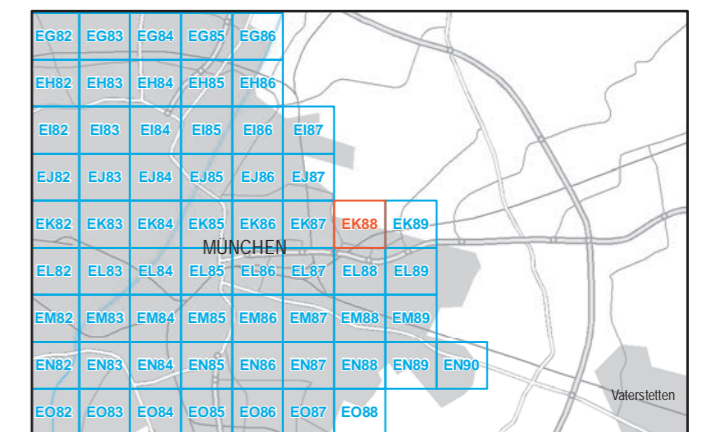 EG82 EG83 EG84 EG85 EG86
EH82 EH83 EH84 EH85 EH86
EI82 EI83 EI84 EI85 EI86 EI87
EJ82 EJ83 EJ84 EJ85 EJ86 EJ87
EK82 EK83 EK84 EK85 EK86 EK87 EK88 EK89
MÜNCHEN
EL82 EL83 EL84 EL85 EL86 EL87 EL88 EL89
EM82 EM83 EM84 EM85 EM86 EM87 EM88 EM89
EN82 EN83 EN84 EN85 EN86 EN87 EN88 EN89 EN90
Vaterstetten
EO82 EO83 EO84 EO85 EO86 EO87 EO88